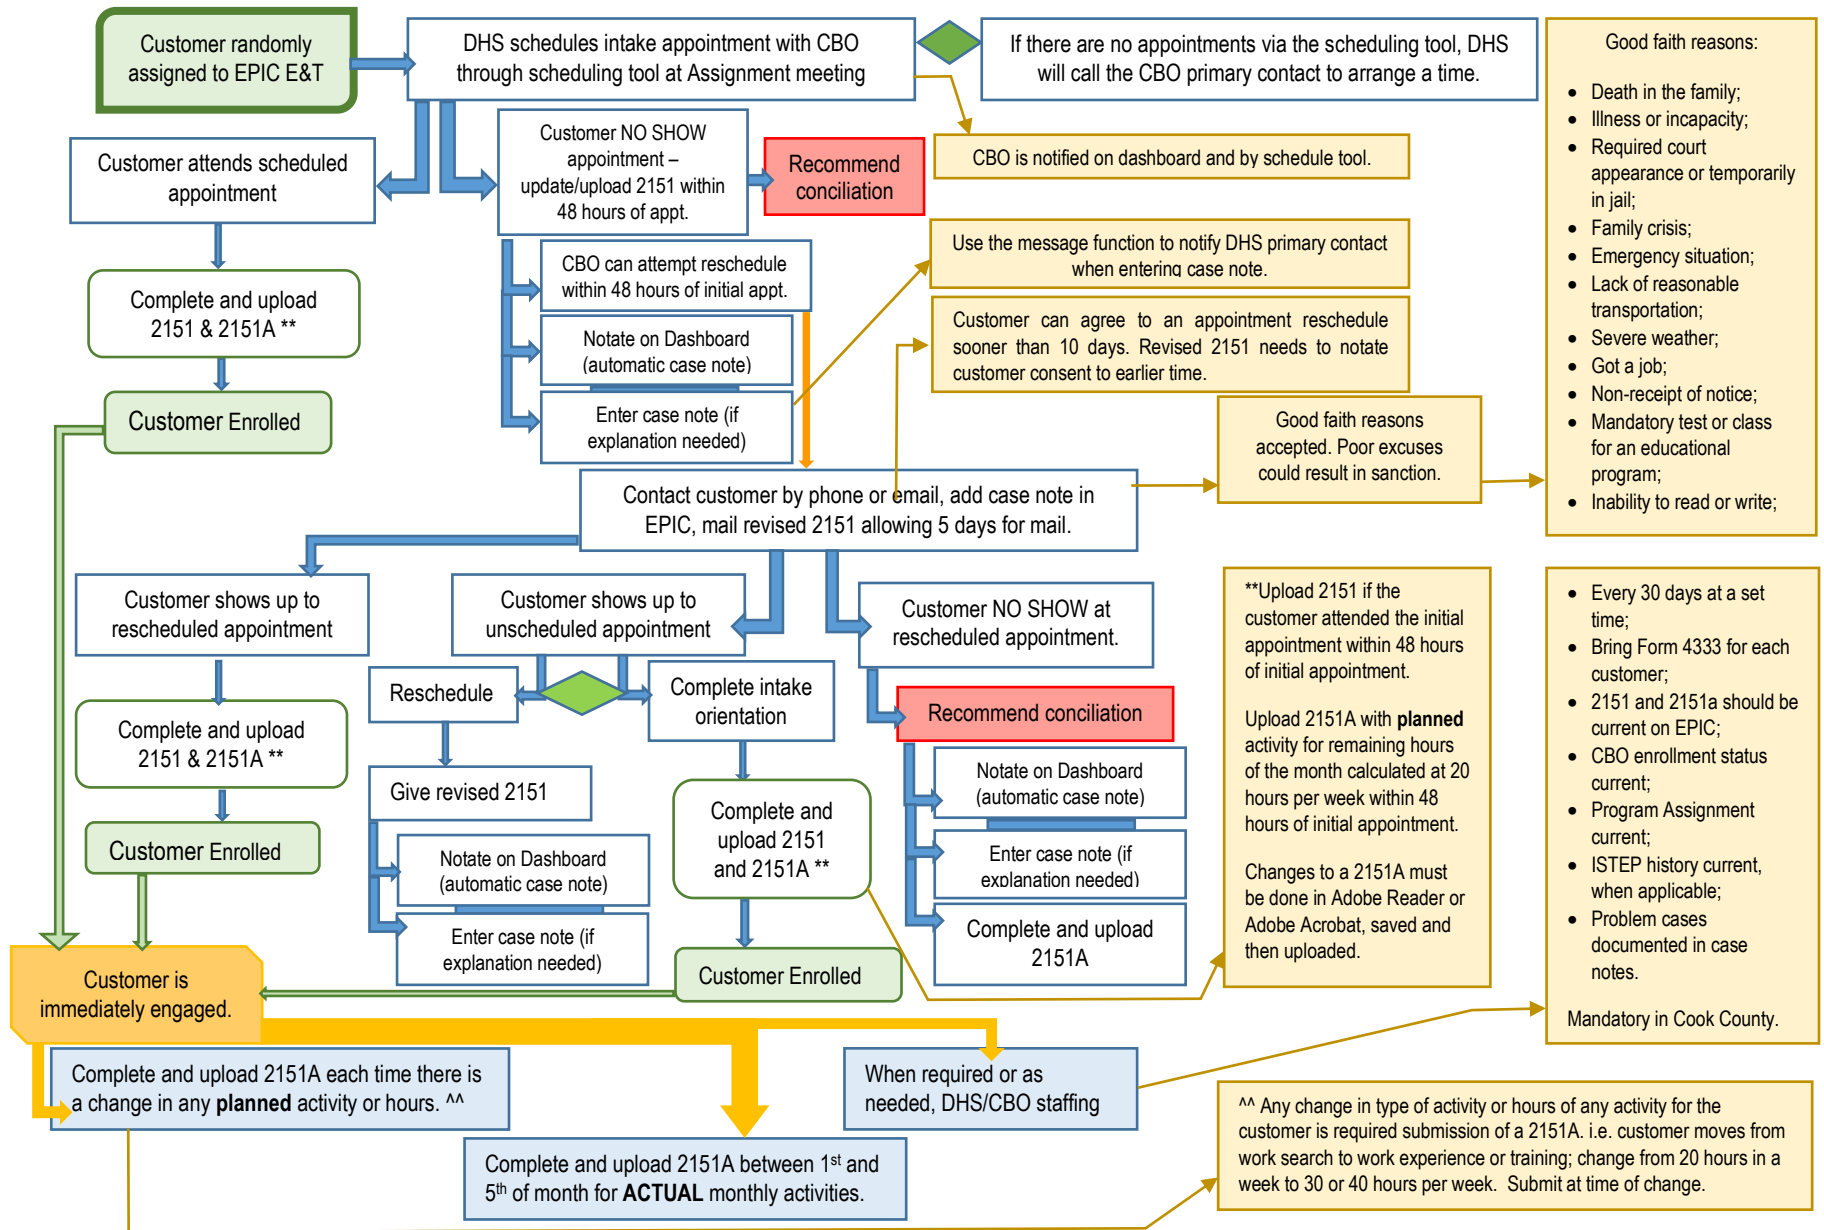 Customer randomly
assigned to EPIC E&T
DHS schedules intake appointment with CBO
through scheduling tool at Assignment meeting
If there are no appointments via the scheduling tool, DHS
will call the CBO primary contact to arrange a time.
Good faith reasons:
• Death in the family;
• Illness or incapacity;
• Required court
appearance or temporarily
in jail;
• Family crisis;
• Emergency situation;
• Lack of reasonable
transportation;
• Severe weather;
• Got a job;
• Non-receipt of notice;
• Mandatory test or class
for an educational
program;
• Inability to read or write;
Customer attends scheduled
appointment
Customer NO SHOW
appointment –
update/upload 2151 within
48 hours of appt.
Recommend
conciliation
CBO is notified on dashboard and by schedule tool.
Complete and upload
2151 & 2151A **
Customer Enrolled
CBO can attempt reschedule
within 48 hours of initial appt.
Notate on Dashboard
(automatic case note)
Enter case note (if
explanation needed)
Use the message function to notify DHS primary contact
when entering case note.
Customer can agree to an appointment reschedule
sooner than 10 days. Revised 2151 needs to notate
customer consent to earlier time.
Good faith reasons
accepted. Poor excuses
could result in sanction.
Contact customer by phone or email, add case note in
EPIC, mail revised 2151 allowing 5 days for mail.
Customer shows up to
rescheduled appointment
Customer shows up to
unscheduled appointment
Customer NO SHOW at
rescheduled appointment.
Complete and upload
2151 & 2151A **
Customer Enrolled
Reschedule
Complete intake
orientation
Give revised 2151
Notate on Dashboard
(automatic case note)
Enter case note (if
explanation needed)
Complete and
upload 2151
and 2151A **
Customer Enrolled
Recommend conciliation
Notate on Dashboard
(automatic case note)
Enter case note (if
explanation needed)
Complete and upload
2151A
**Upload 2151 if the
customer attended the initial
appointment within 48 hours
of initial appointment.
Upload 2151A with planned
activity for remaining hours
of the month calculated at 20
hours per week within 48
hours of initial appointment.
Changes to a 2151A must
be done in Adobe Reader or
Adobe Acrobat, saved and
then uploaded.
• Every 30 days at a set
time;
• Bring Form 4333 for each
customer;
• 2151 and 2151a should be
current on EPIC;
• CBO enrollment status
current;
• Program Assignment
current;
• ISTEP history current,
when applicable;
• Problem cases
documented in case
notes.
Mandatory in Cook County.
Customer is
immediately engaged.
Complete and upload 2151A each time there is
a change in any planned activity or hours. ^^
When required or as
needed, DHS/CBO staffing
Complete and upload 2151A between 1st and
5th of month for ACTUAL monthly activities.
^^ Any change in type of activity or hours of any activity for the
customer is required submission of a 2151A. i.e. customer moves from
work search to work experience or training; change from 20 hours in a
week to 30 or 40 hours per week. Submit at time of change.